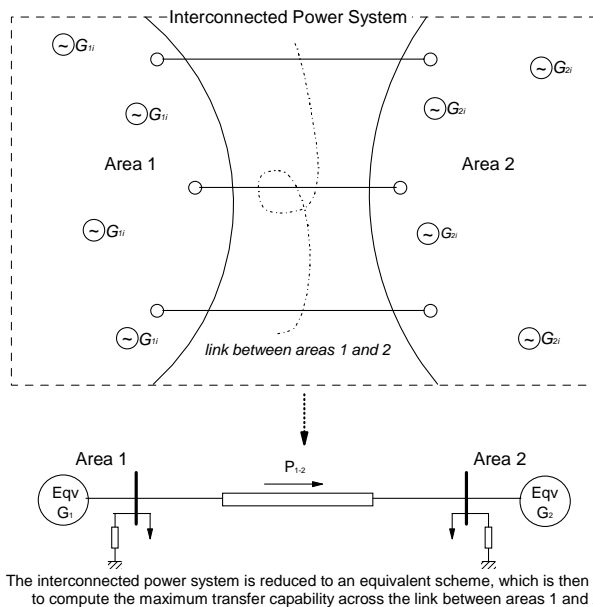 Interconnected Power System
~ G1i
~ G2i
~ G1i
~ G2i
Area 1
Area 2
~ G1i
~ G2i
~ G1i
~ G2i
link between areas 1 and 2
Area 1
P1-2
Area 2
Eqv
G1
Eqv
G2
The interconnected power system is reduced to an equivalent scheme, which is then
to compute the maximum transfer capability across the link between areas 1 and